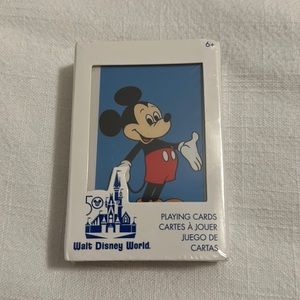 6+
50
Walt Disney World.
PLAYING CARDS
CARTES À JOUER
JUEGO DE
CARTAS